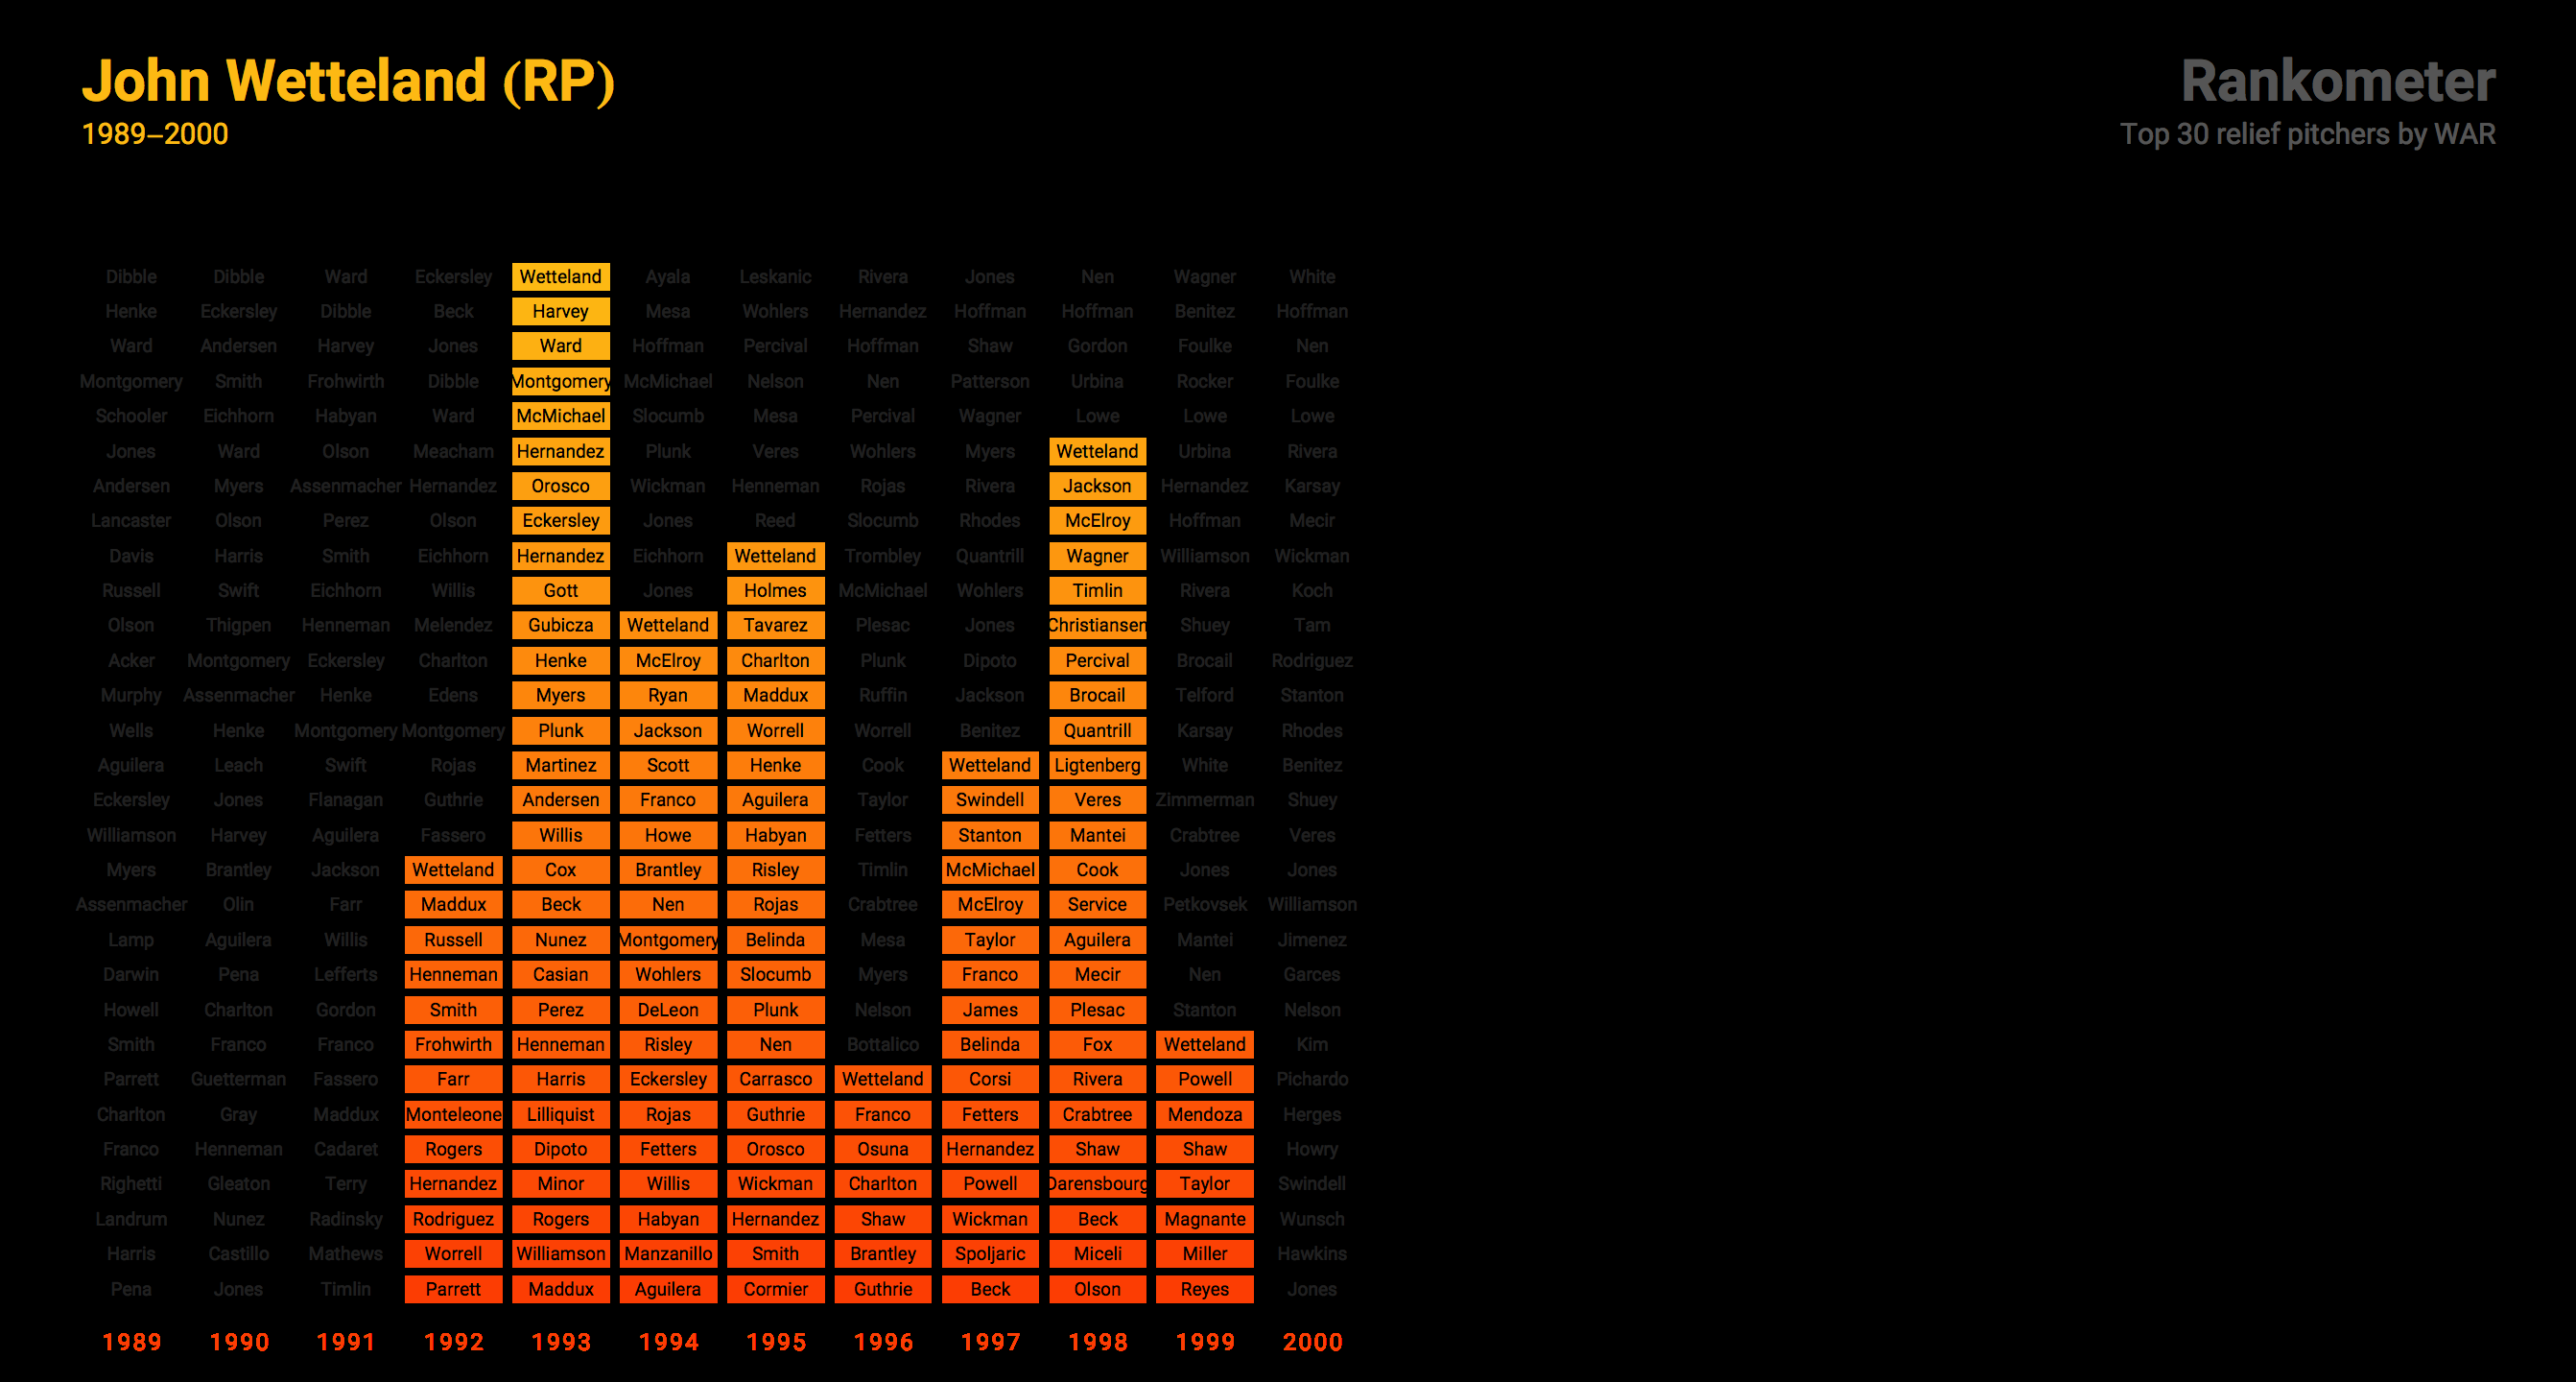 John Wetteland (RP)
1989–2000
Rankometer
Top 30 relief pitchers by WAR
Dibble Dibble Ward Eckersley Wetteland Ayala Leskanic Rivera Jones Nen Wagner White
Henke Eckersley Dibble Beck Harvey Mesa Wohlers Hernandez Hoffman Hoffman Benitez Hoffman
Ward Andersen Harvey Jones Ward Hoffman Percival Hoffman Shaw Gordon Foulke Nen
Montgomery Smith Frohwirth Dibble Montgomery McMichael Nelson Nen Patterson Urbina Rocker Foulke
Schooler Eichhorn Habyan Ward McMichael Slocumb Mesa Percival Wagner Lowe Lowe Lowe
Jones Ward Olson Meacham Hernandez Plunk Veres Wohlers Myers Wetteland Urbina Rivera
Andersen Myers Assenmacher Hernandez Orosco Wickman Henneman Rojas Rivera Jackson Hernandez Karsay
Lancaster Olson Perez Olson Eckersley Jones Reed Slocumb Rhodes McElroy Hoffman Mecir
Davis Harris Smith Eichhorn Hernandez Eichhorn Wetteland Trombley Quantrill Wagner Williamson Wickman
Russell Swift Eichhorn Willis Gott Jones Holmes McMichael Wohlers Timlin Rivera Koch
Olson Thigpen Henneman Melendez Gubicza Wetteland Tavarez Plesac Jones Christiansen Shuey Tam
Acker Montgomery Eckersley Charlton Henke McElroy Charlton Plunk Dipoto Percival Brocail Rodriguez
Murphy Assenmacher Henke Edens Myers Ryan Maddux Ruffin Jackson Brocail Telford Stanton
Wells Henke Montgomery Montgomery Plunk Jackson Worrell Worrell Benitez Quantrill Karsay Rhodes
Aguilera Leach Swift Rojas Martinez Scott Henke Cook Wetteland Ligtenberg White Benitez
Eckersley Jones Flanagan Guthrie Andersen Franco Aguilera Taylor Swindell Veres Zimmerman Shuey
Williamson Harvey Aguilera Fassero Willis Howe Habyan Fetters Stanton Mantei Crabtree Veres
Myers Brantley Jackson Wetteland Cox Brantley Risley Timlin McMichael Cook Jones Jones
Assenmacher Olin Farr Maddux Beck Nen Rojas Crabtree McElroy Service Petkovsek Williamson
Lamp Aguilera Willis Russell Nunez Montgomery Belinda Mesa Taylor Aguilera Mantei Jimenez
Darwin Pena Lefferts Henneman Casian Wohlers Slocumb Myers Franco Mecir Nen Garces
Howell Charlton Gordon Smith Perez DeLeon Plunk Nelson James Plesac Stanton Nelson
Smith Franco Franco Frohwirth Henneman Risley Nen Bottalico Belinda Fox Wetteland Kim
Parrett Guetterman Fassero Farr Harris Eckersley Carrasco Wetteland Corsi Rivera Powell Pichardo
Charlton Gray Maddux Monteleone Lilliquist Rojas Guthrie Franco Fetters Crabtree Mendoza Herges
Franco Henneman Cadaret Rogers Dipoto Fetters Orosco Osuna Hernandez Shaw Shaw Howry
Righetti Gleaton Terry Hernandez Minor Willis Wickman Charlton Powell Darensbourg Taylor Swindell
Landrum Nunez Radinsky Rodriguez Rogers Habyan Hernandez Shaw Wickman Beck Magnante Wunsch
Harris Castillo Mathews Worrell Williamson Manzanillo Smith Brantley Spoljaric Miceli Miller Hawkins
Pena Jones Timlin Parrett Maddux Aguilera Cormier Guthrie Beck Olson Reyes Jones
1989 1990 1991 1992 1993 1994 1995 1996 1997 1998 1999 2000